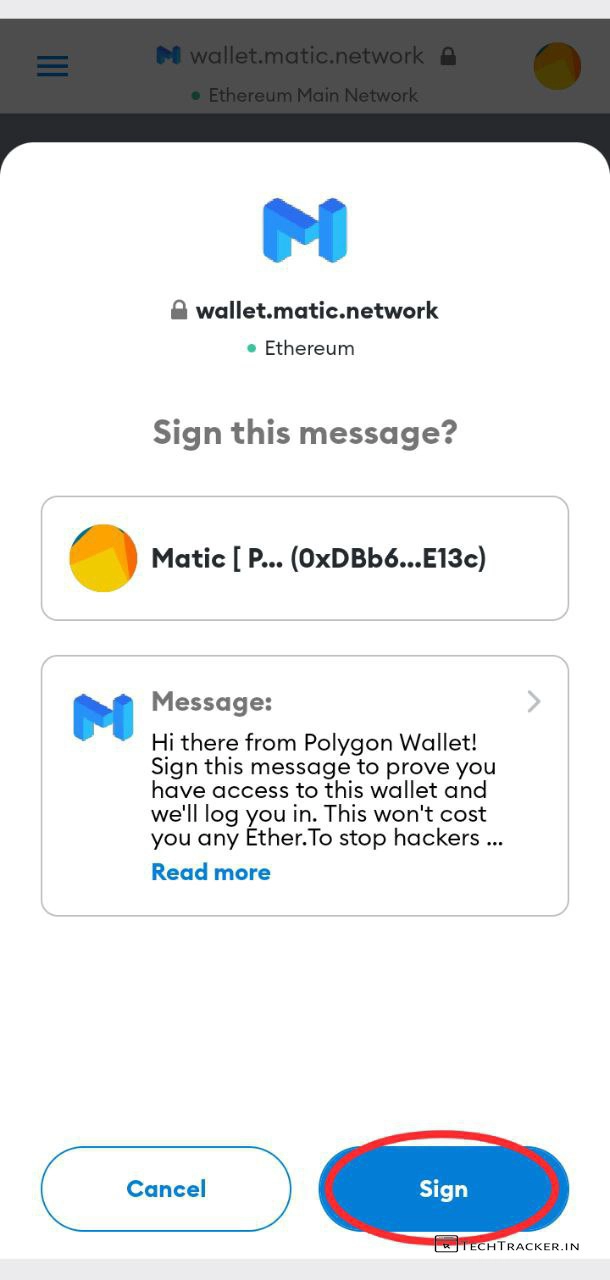 wallet.matic.network
Ethereum Main Network
wallet.matic.network
Ethereum
Sign this message?
Matic [ P... (0xDBb6...E13c)
Message:
Hi there from Polygon Wallet!
Sign this message to prove you
have access to this wallet and
we'll log you in. This won't cost
you any Ether.To stop hackers ...
Read more
Cancel
Sign
TECHTRACKER.IN